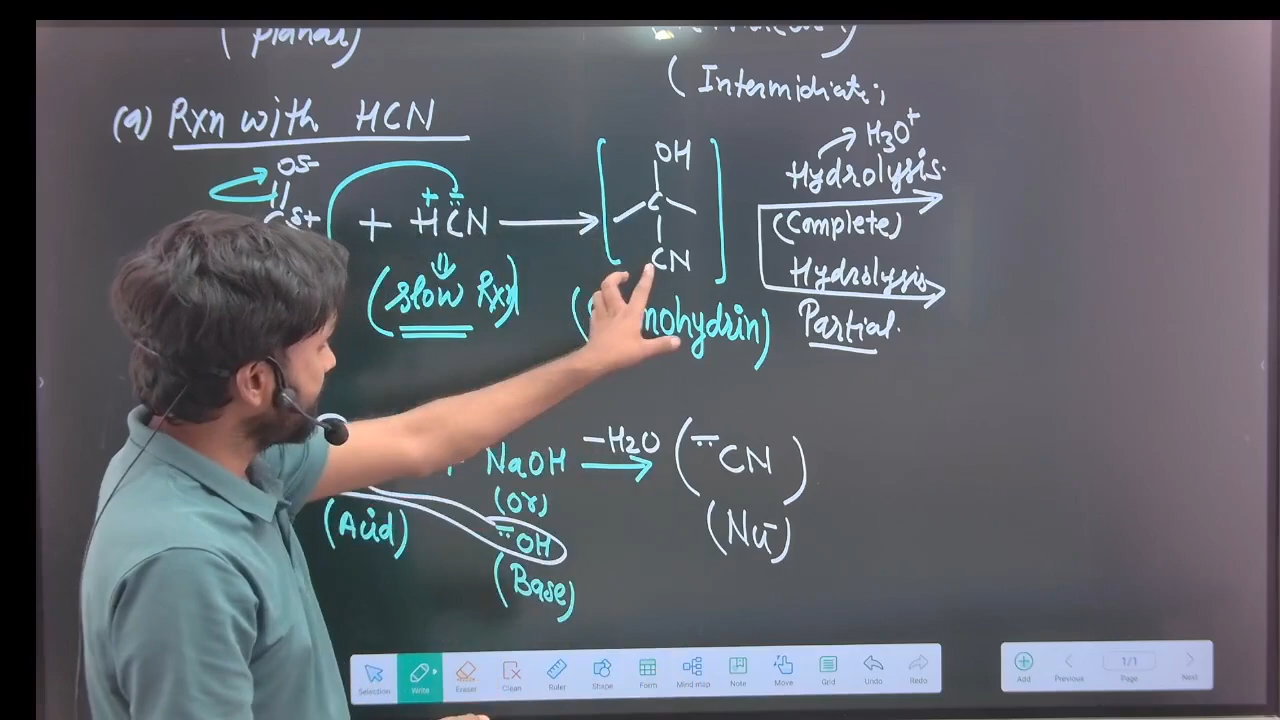 (planar)
(Intermidiate;
(a) Rxn with HCN
H3O+
OH
Hydrolysis.
Oδ-
C δ+ + H+ C̈N ⟶ C
(Complete)
CN
Hydrolysis
(slow Rxn)
Partial.
+ NaOH -H2O ⟶ (CN)
(or)
(Acid)
OH
(Nu-)
(Base)
Selection Write Eraser Clean Ruler Shape Form Mind map Note Move Grid Undo Redo
Add Previous 1/1 Page Next